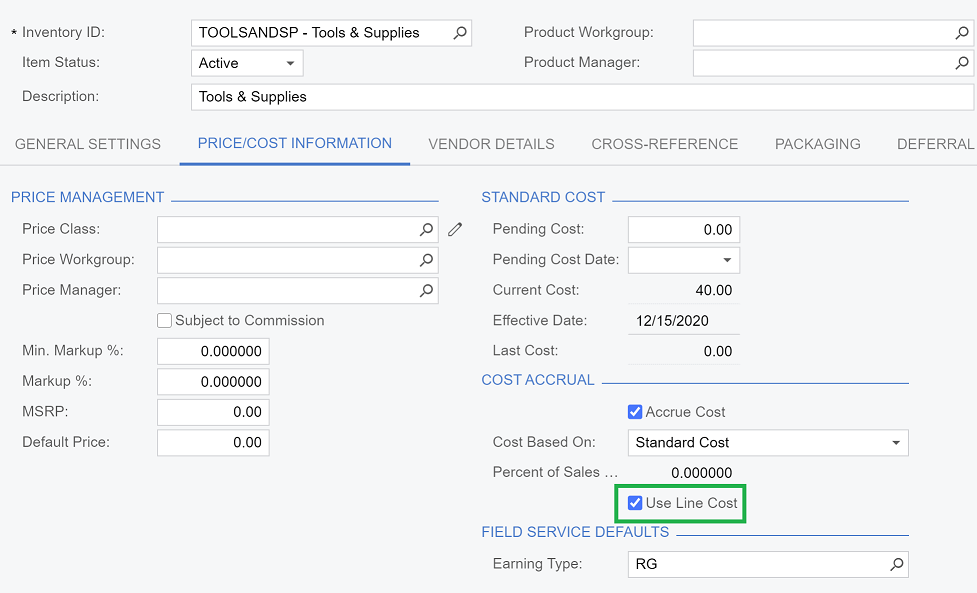 * Inventory ID: TOOLSANDSP - Tools & Supplies Product Workgroup:
Item Status: Active Product Manager:
Description: Tools & Supplies
GENERAL SETTINGS PRICE/COST INFORMATION VENDOR DETAILS CROSS-REFERENCE PACKAGING DEFERRAL
PRICE MANAGEMENT
Price Class:
Price Workgroup:
Price Manager:
Subject to Commission
Min. Markup %: 0.000000
Markup %: 0.000000
MSRP: 0.00
Default Price: 0.00
STANDARD COST
Pending Cost: 0.00
Pending Cost Date:
Current Cost: 40.00
Effective Date: 12/15/2020
Last Cost: 0.00
COST ACCRUAL
Accrue Cost
Cost Based On: Standard Cost
Percent of Sales ... 0.000000
Use Line Cost
FIELD SERVICE DEFAULTS
Earning Type: RG